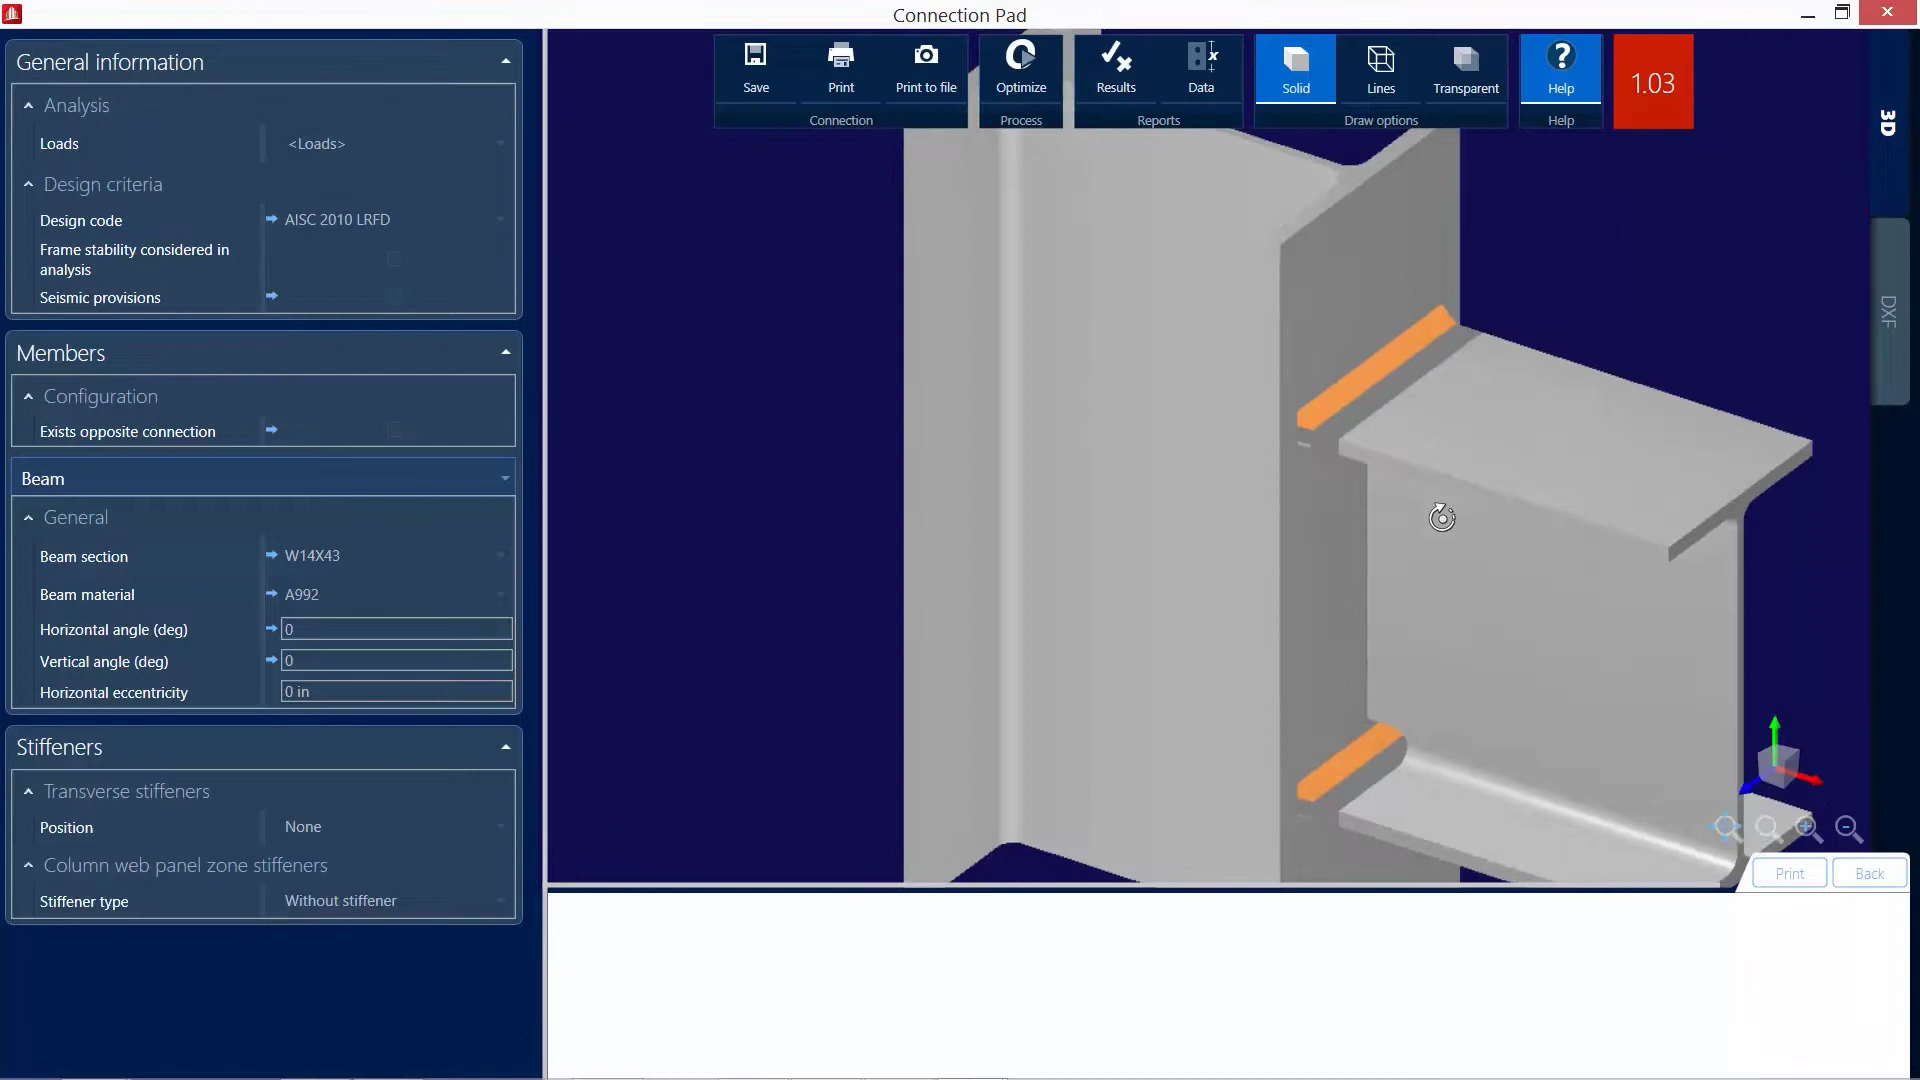 Connection Pad
General information
Analysis
Loads <Loads>
Design criteria
Design code AISC 2010 LRFD
Frame stability considered in
analysis
Seismic provisions
Members
Configuration
Exists opposite connection
Beam
General
Beam section W14X43
Beam material A992
Horizontal angle (deg) 0
Vertical angle (deg) 0
Horizontal eccentricity 0 in
Stiffeners
Transverse stiffeners
Position None
Column web panel zone stiffeners
Stiffener type Without stiffener
Save Print Print to file
Connection
Optimize
Process
Results Data
Reports
Solid Lines Transparent
Draw options
Help
Help
1.03
3D
DXF
Print Back